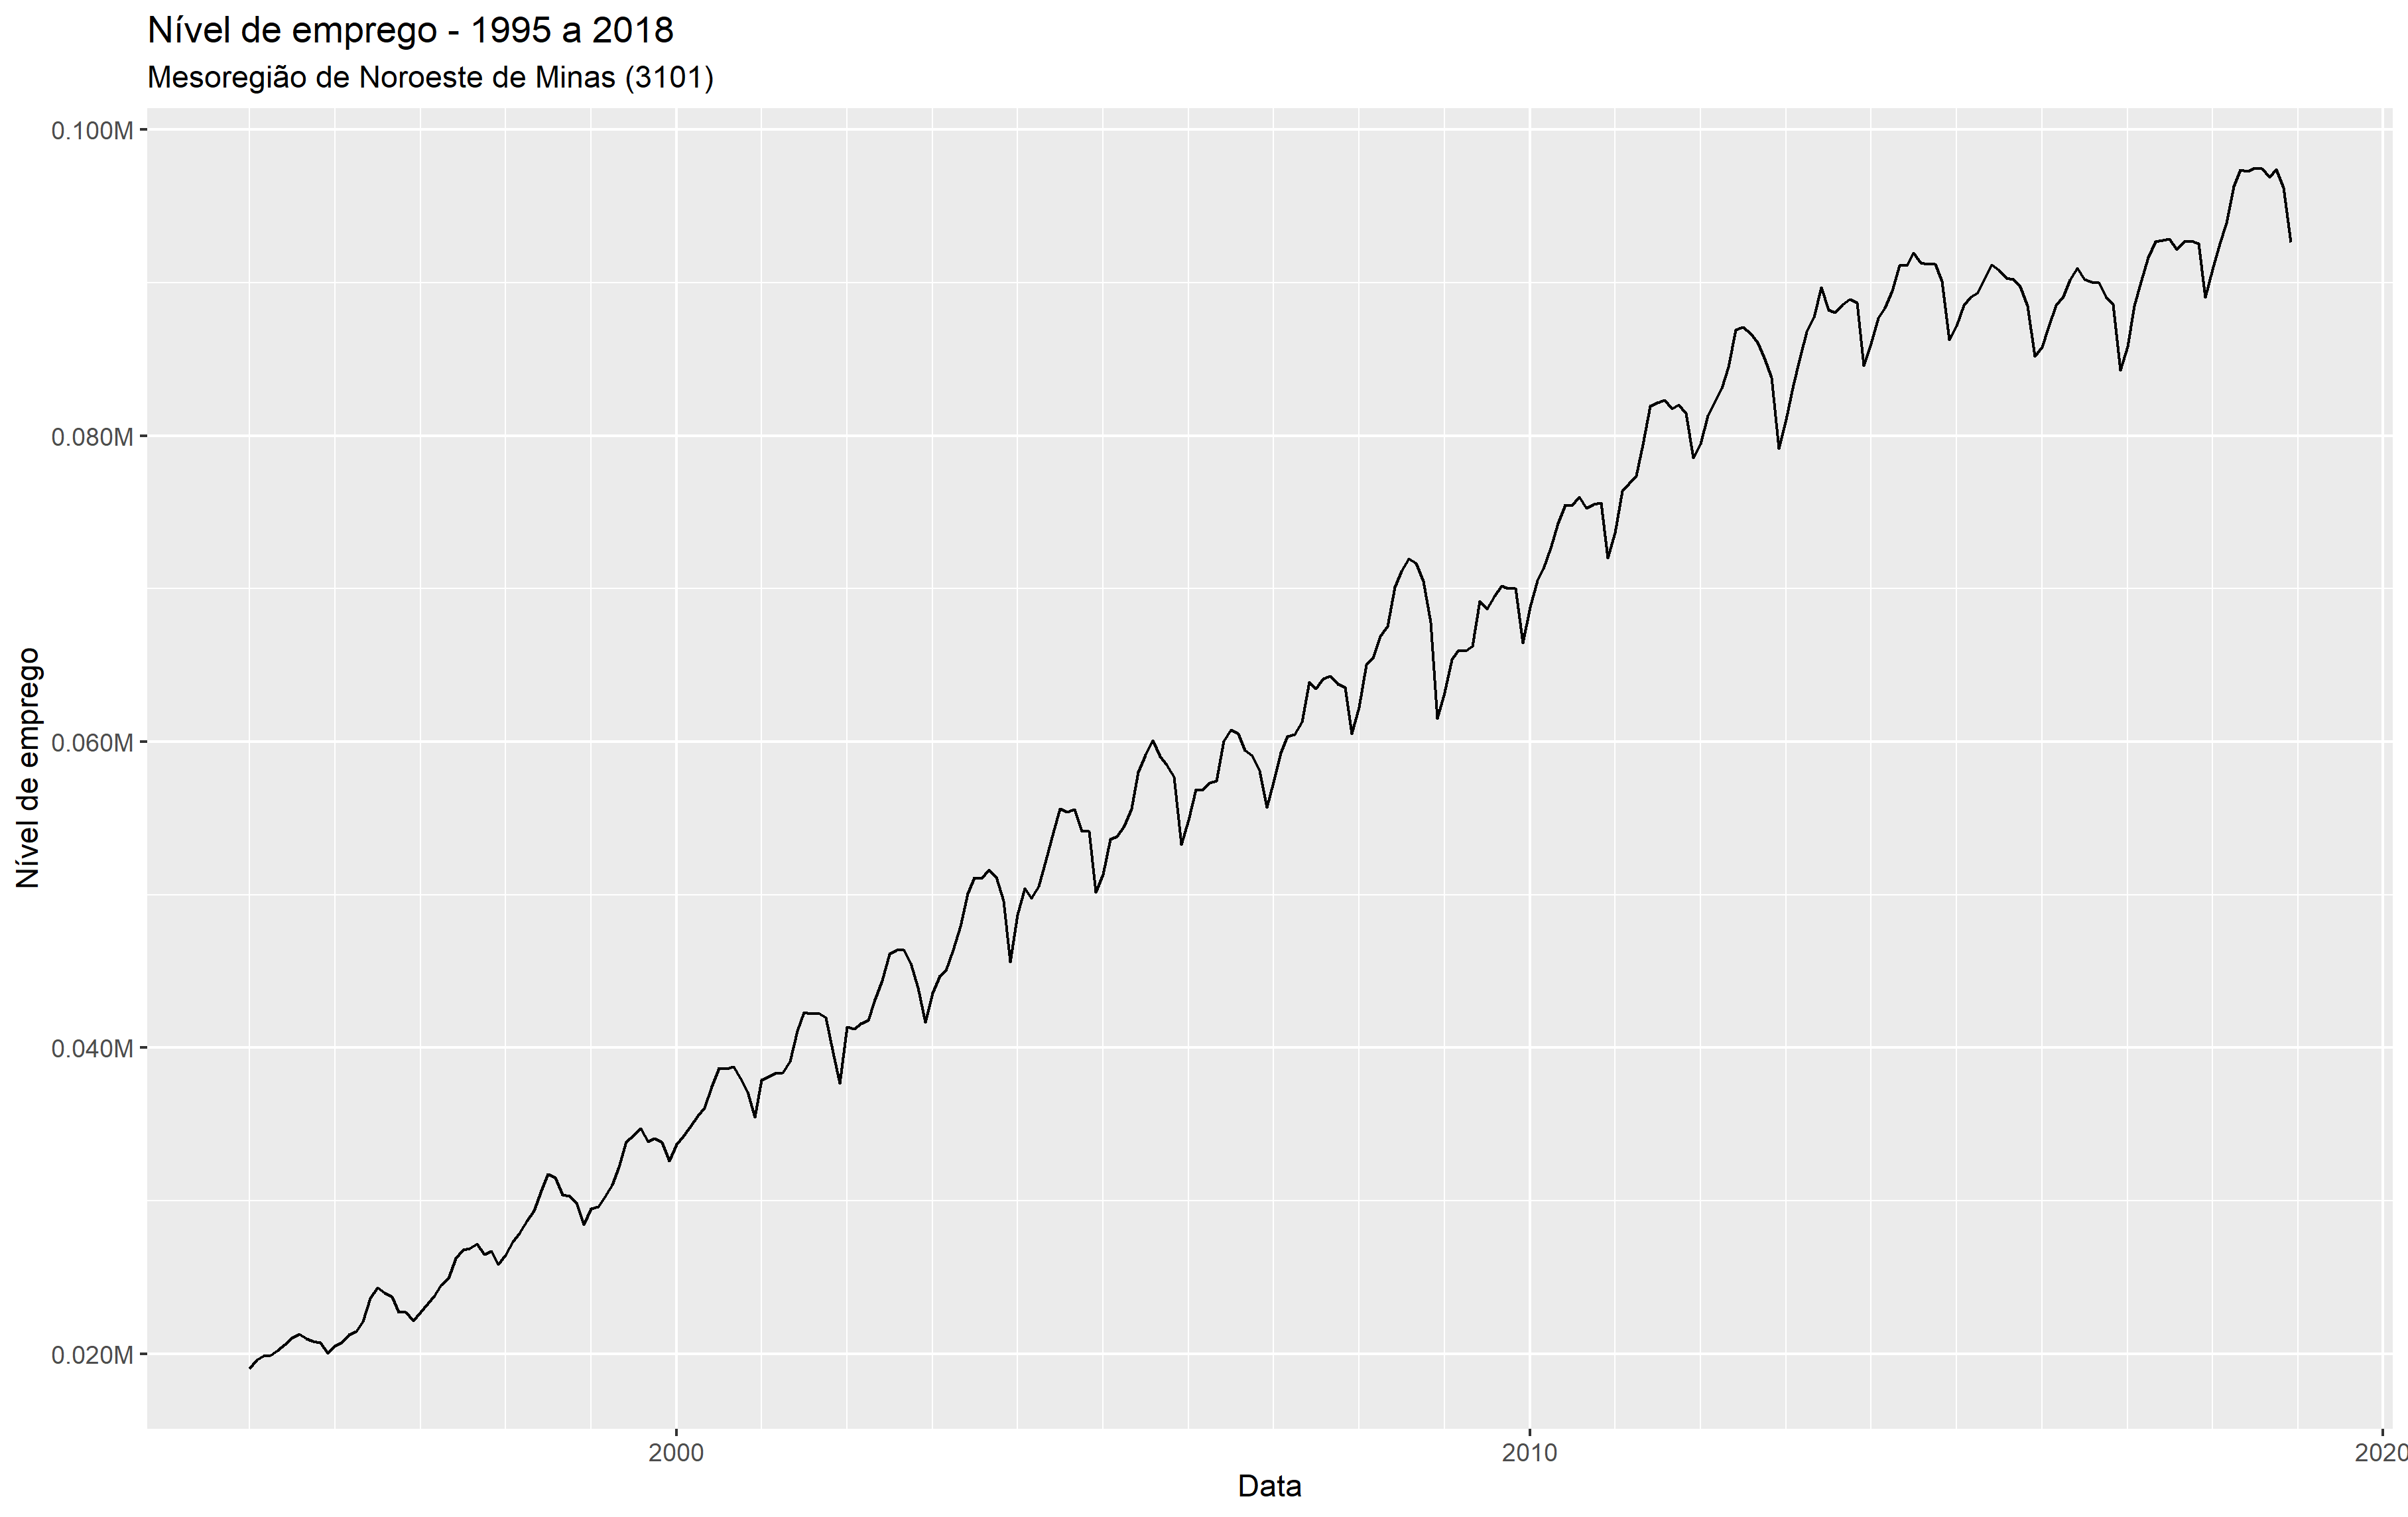 Nível de emprego - 1995 a 2018
Mesoregião de Noroeste de Minas (3101)
0.100M
0.080M
0.060M
0.040M
0.020M
Nível de emprego
2000
2010
2020
Data